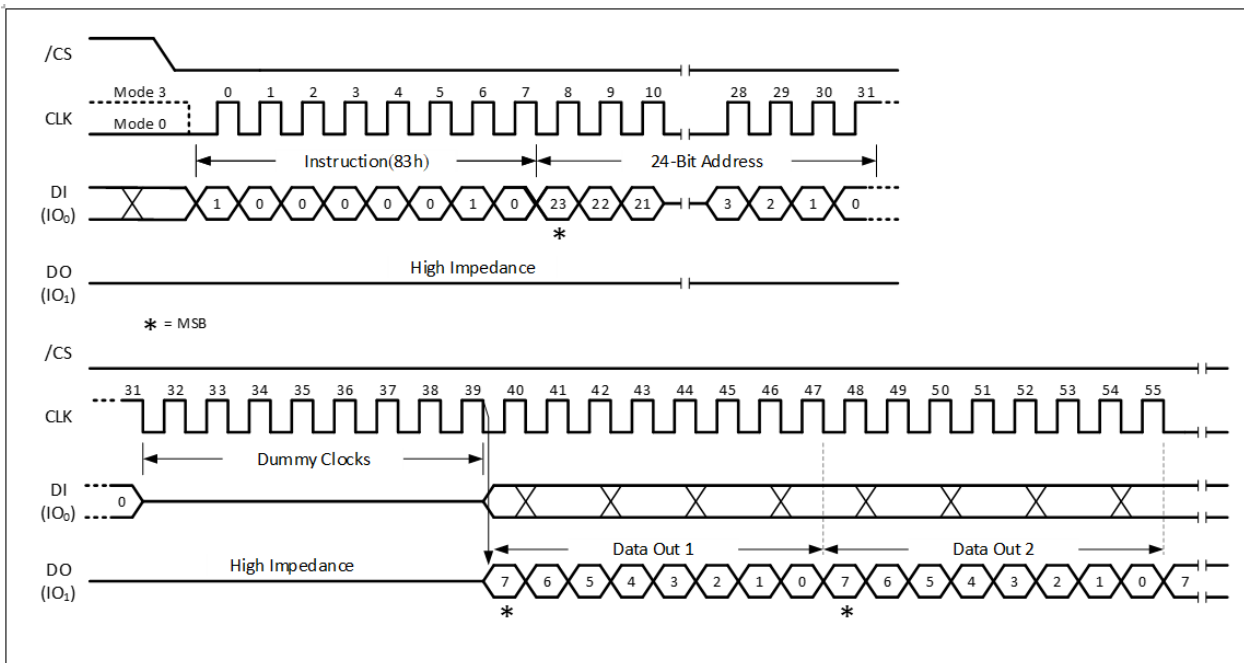 /CS
Mode 3
0 1 2 3 4 5 6 7 8 9 10 28 29 30 31
CLK
Mode 0
Instruction(83h) 24-Bit Address
DI
(IO₀)
1 0 0 0 0 0 1 0 23 22 21 3 2 1 0
*
DO
(IO₁)
High Impedance
* = MSB
/CS
31 32 33 34 35 36 37 38 39 40 41 42 43 44 45 46 47 48 49 50 51 52 53 54 55
CLK
Dummy Clocks
DI
(IO₀)
0
Data Out 1 Data Out 2
DO
(IO₁)
High Impedance
7 6 5 4 3 2 1 0 7 6 5 4 3 2 1 0 7
* *